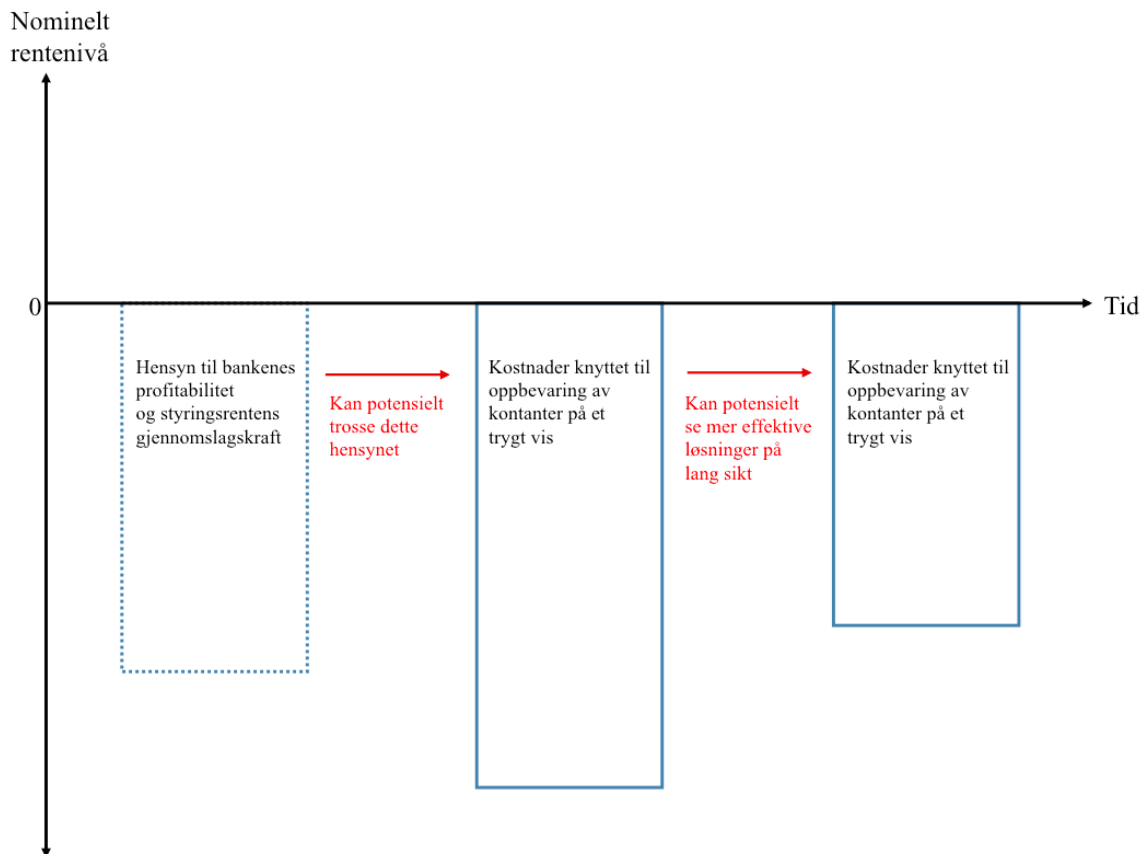 Nominelt
rentenivå
0
Tid
Hensyn til bankenes
profitabilitet
og styringsrentens
gjennomslagskraft
Kan potensielt
trosse dette
hensynet
Kostnader knyttet til
oppbevaring av
kontanter på et
trygt vis
Kan potensielt
se mer effektive
løsninger på
lang sikt
Kostnader knyttet til
oppbevaring av
kontanter på et
trygt vis